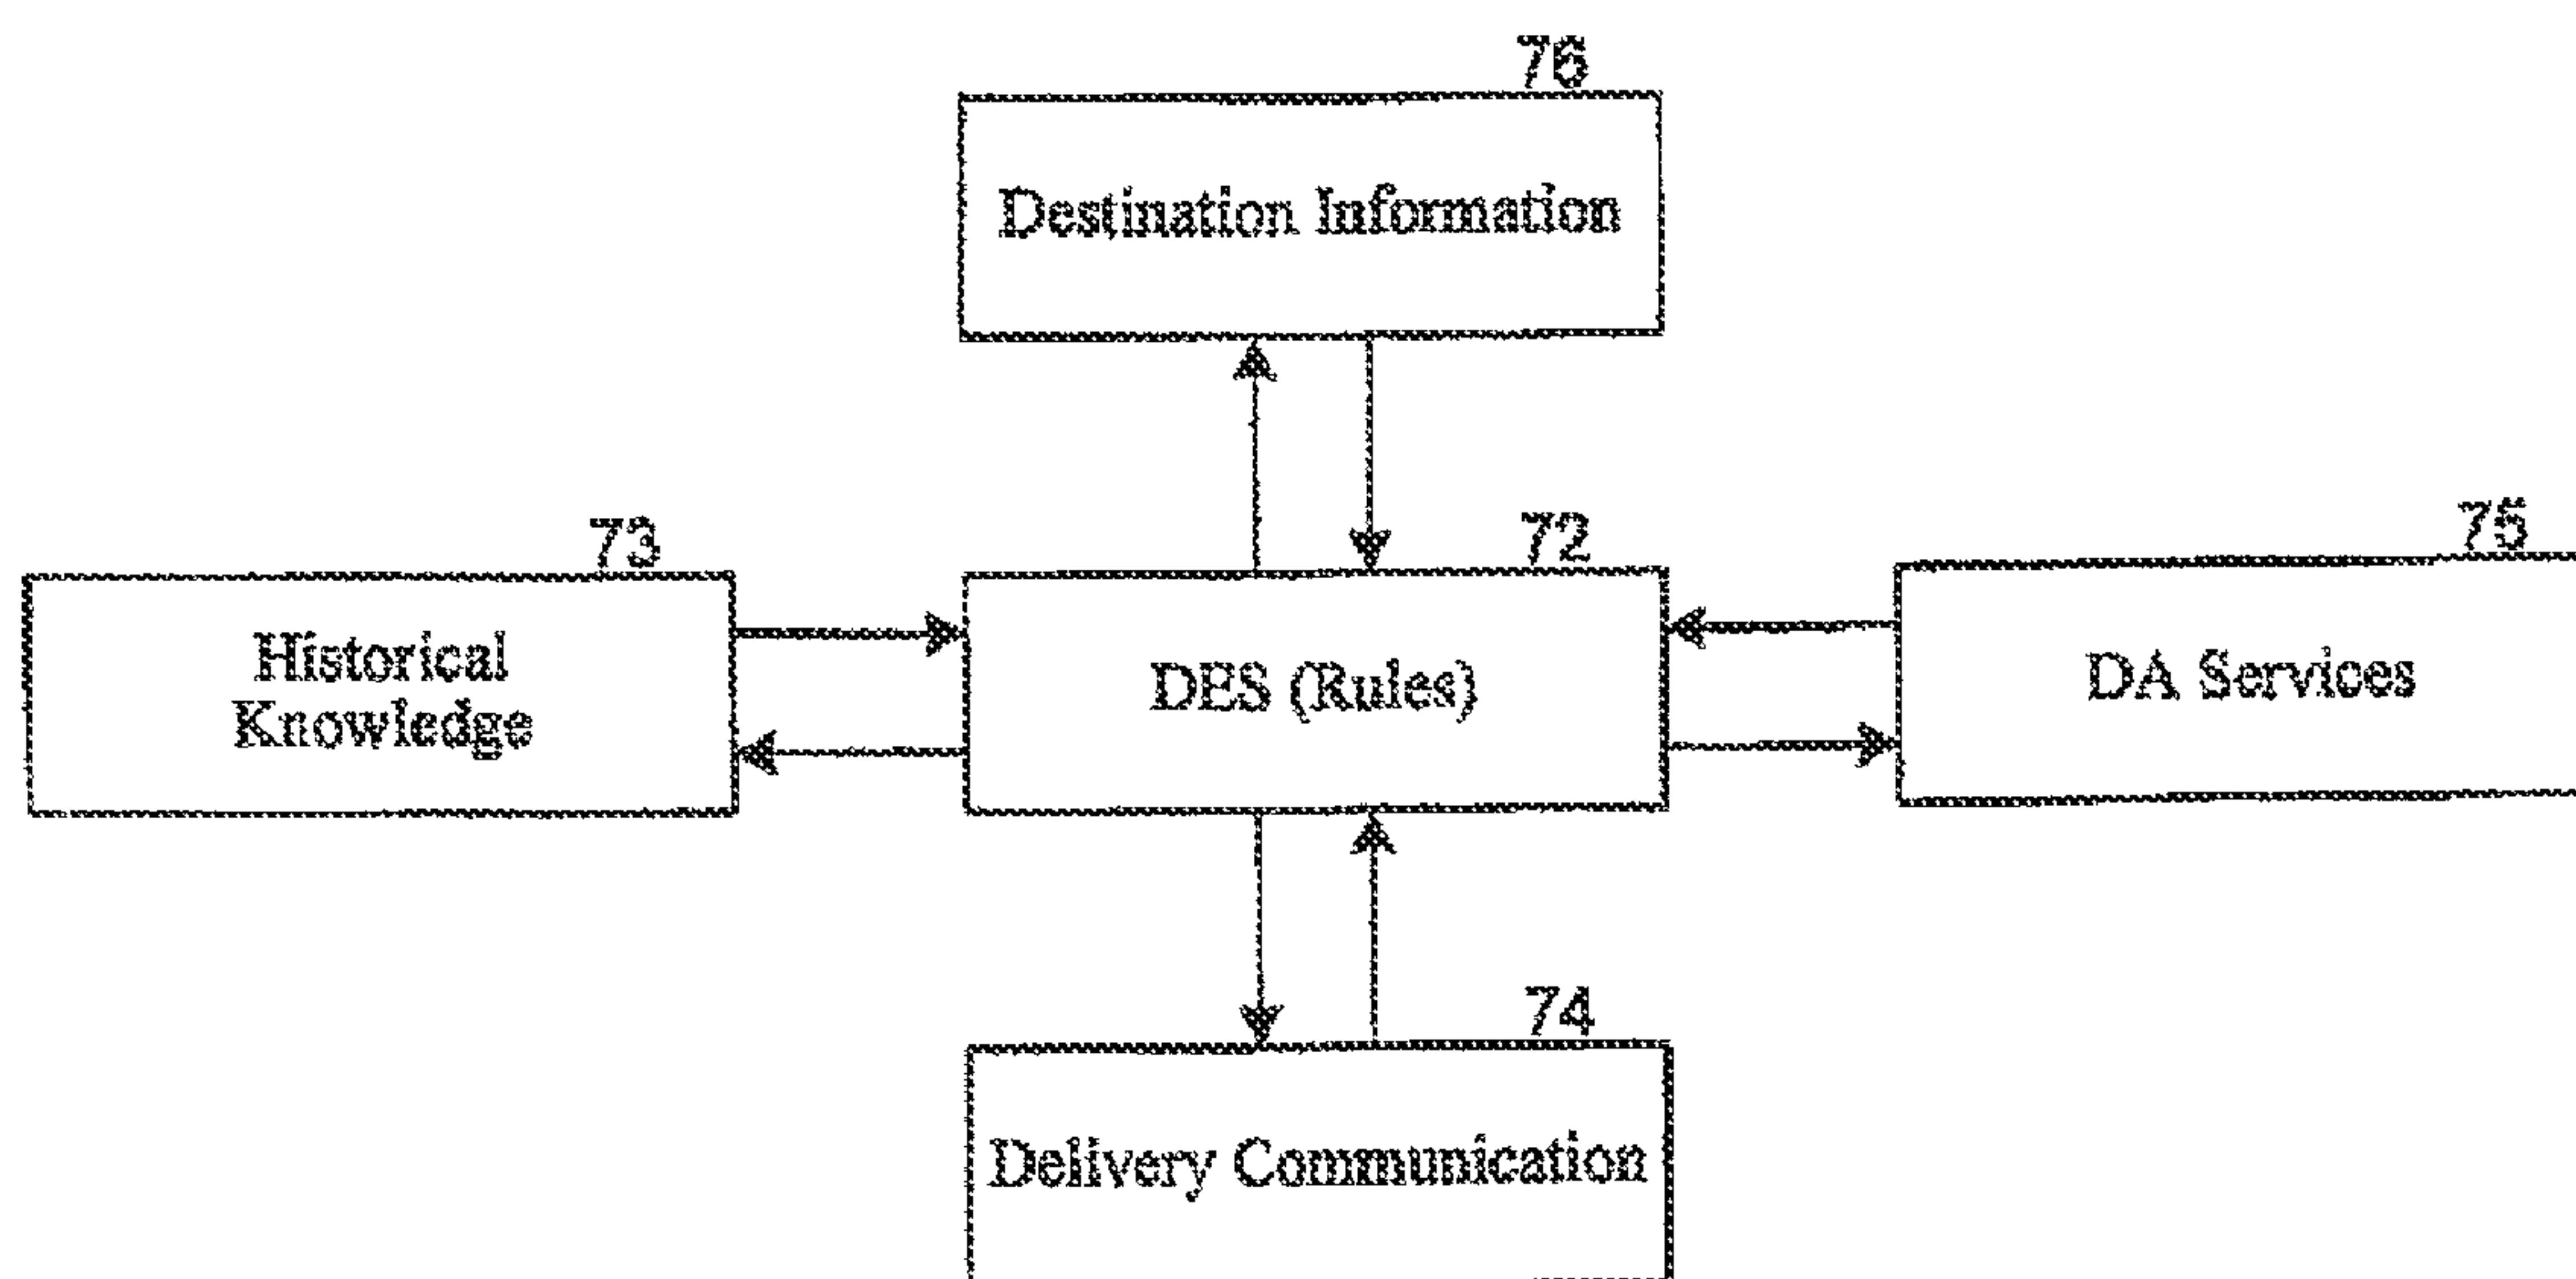 76
Destination Information
73
72
75
Historical
Knowledge
DES (Rules)
DA Services
74
Delivery Communication